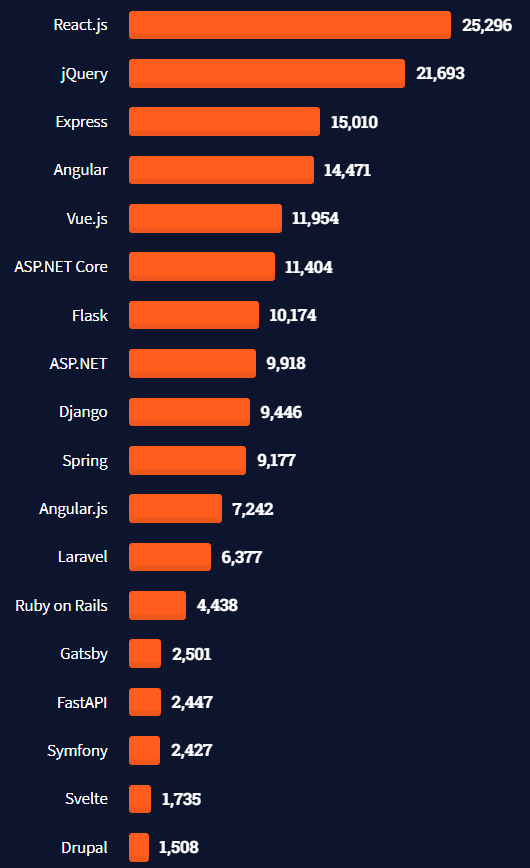 React.js 25,296
jQuery 21,693
Express 15,010
Angular 14,471
Vue.js 11,954
ASP.NET Core 11,404
Flask 10,174
ASP.NET 9,918
Django 9,446
Spring 9,177
Angular.js 7,242
Laravel 6,377
Ruby on Rails 4,438
Gatsby 2,501
FastAPI 2,447
Symfony 2,427
Svelte 1,735
Drupal 1,508